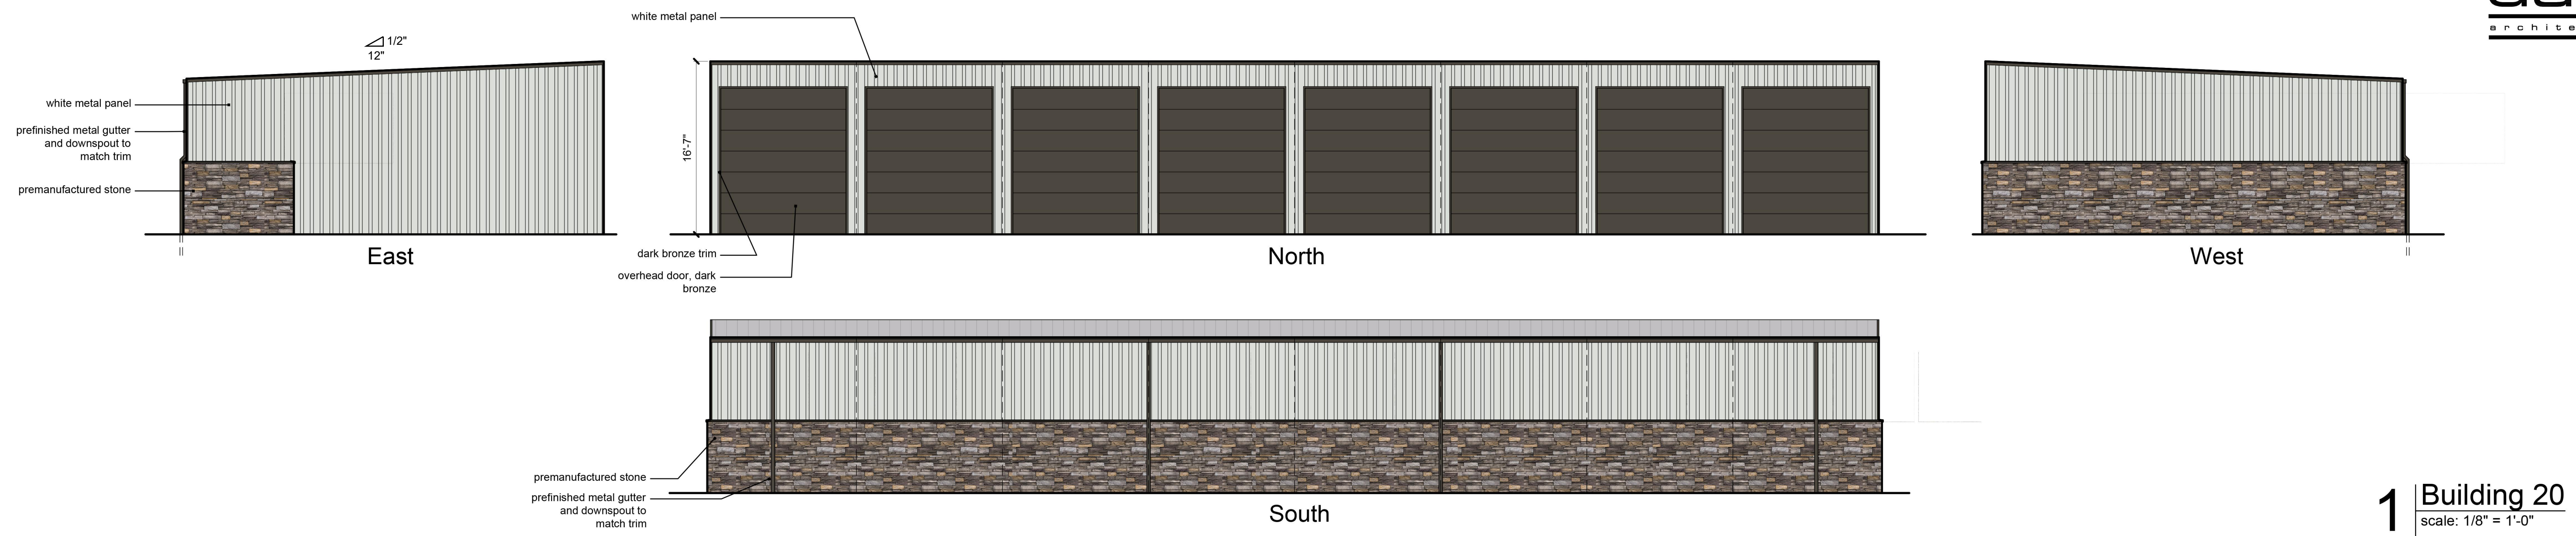 white metal panel
archite
1/2"
12"
white metal panel
prefinished metal gutter
and downspout to
match trim
premanufactured stone
16'-7"
East
dark bronze trim
North
West
overhead door, dark
bronze
premanufactured stone
prefinished metal gutter
and downspout to
match trim
South
1
Building 20
scale: 1/8" = 1'-0"